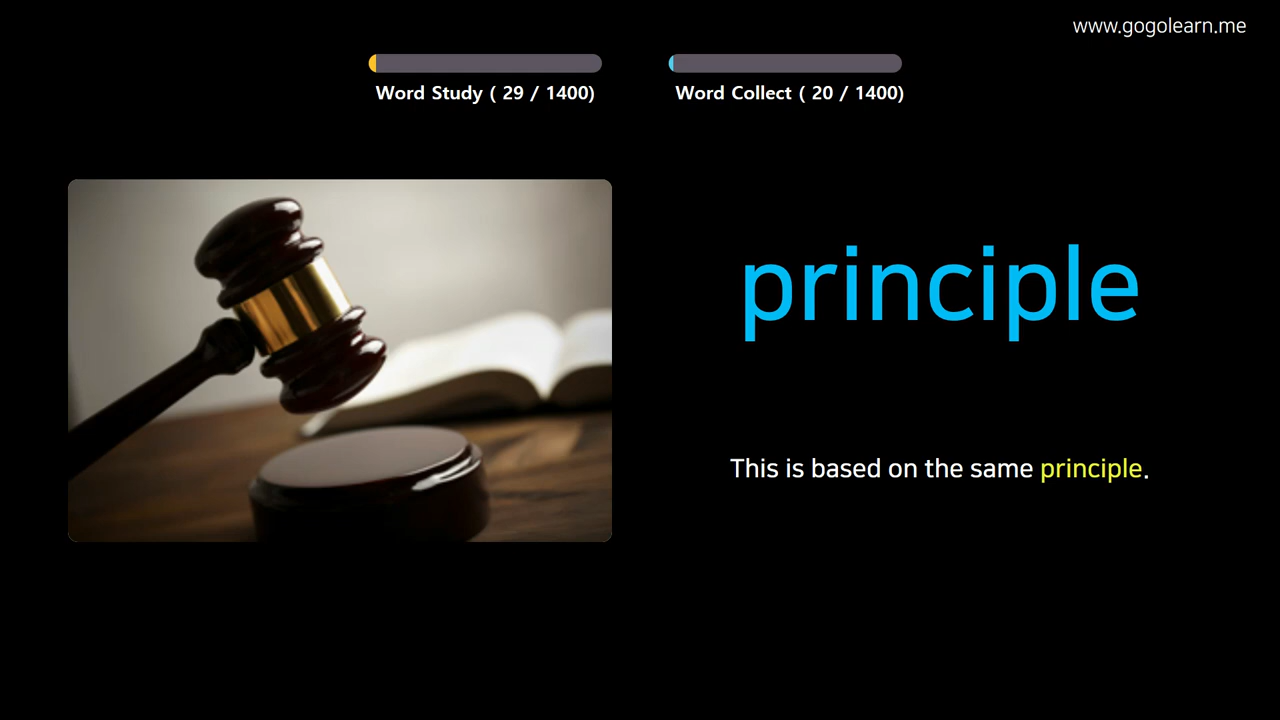 www.gogolearn.me
Word Study ( 29 / 1400)
Word Collect ( 20 / 1400)
principle
This is based on the same principle.